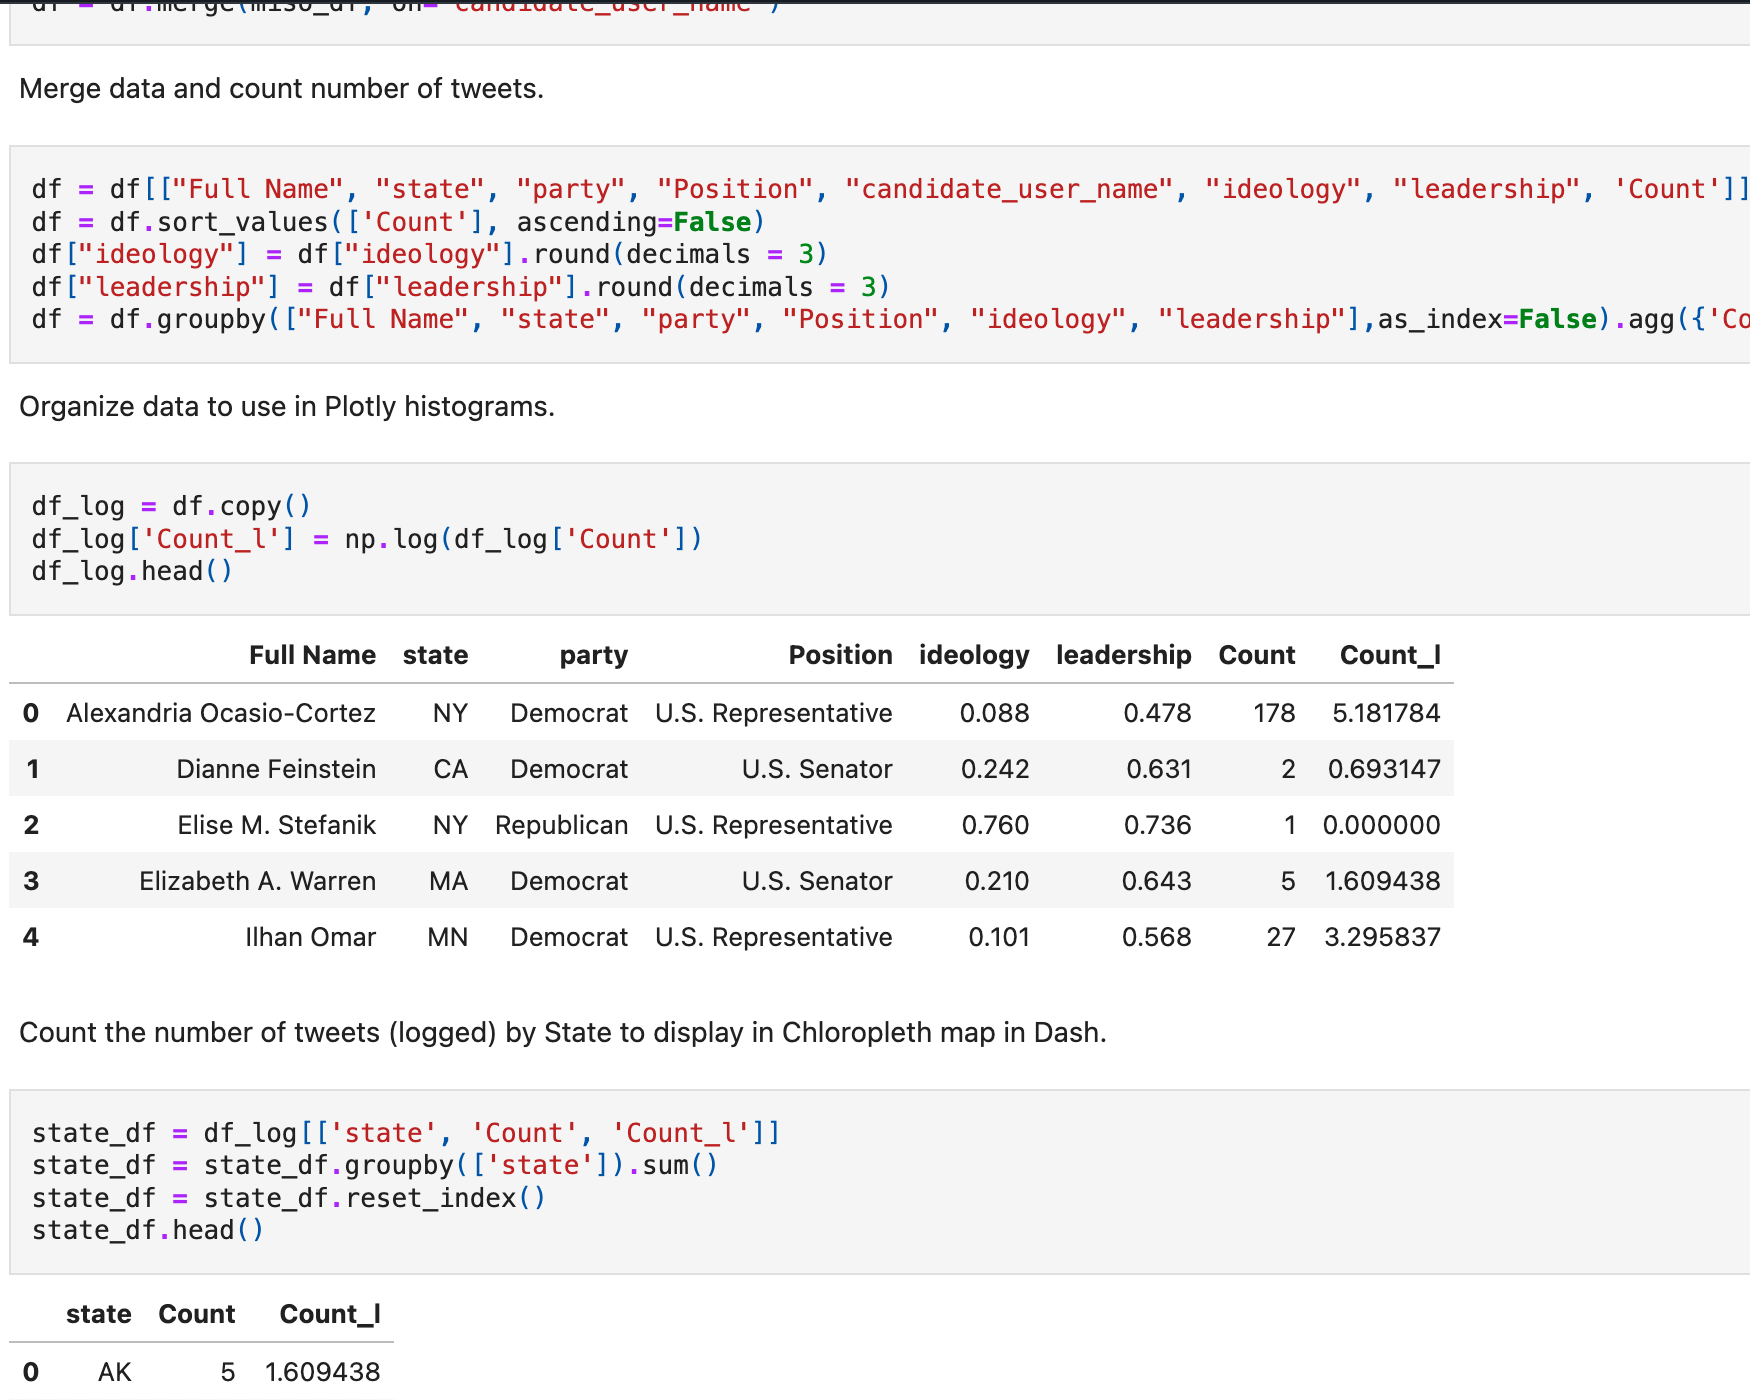 df = df.merge(miso_df, on="candidate_user_name")
Merge data and count number of tweets.
df = df[["Full Name", "state", "party", "Position", "candidate_user_name", "ideology", "leadership", 'Count']]
df = df.sort_values(['Count'], ascending=False)
df["ideology"] = df["ideology"].round(decimals = 3)
df["leadership"] = df["leadership"].round(decimals = 3)
df = df.groupby(["Full Name", "state", "party", "Position", "ideology", "leadership"],as_index=False).agg({'Co
Organize data to use in Plotly histograms.
df_log = df.copy()
df_log['Count_l'] = np.log(df_log['Count'])
df_log.head()
Full Name state party Position ideology leadership Count Count_l
0 Alexandria Ocasio-Cortez NY Democrat U.S. Representative 0.088 0.478 178 5.181784
1 Dianne Feinstein CA Democrat U.S. Senator 0.242 0.631 2 0.693147
2 Elise M. Stefanik NY Republican U.S. Representative 0.760 0.736 1 0.000000
3 Elizabeth A. Warren MA Democrat U.S. Senator 0.210 0.643 5 1.609438
4 Ilhan Omar MN Democrat U.S. Representative 0.101 0.568 27 3.295837
Count the number of tweets (logged) by State to display in Chloropleth map in Dash.
state_df = df_log[['state', 'Count', 'Count_l']]
state_df = state_df.groupby(['state']).sum()
state_df = state_df.reset_index()
state_df.head()
state Count Count_l
0 AK 5 1.609438